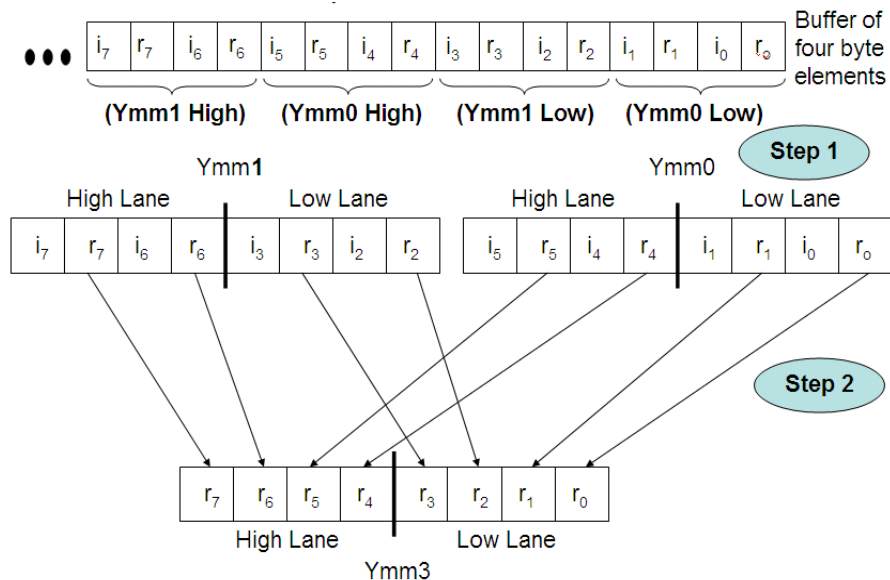 i₇ r₇ i₆ r₆ i₅ r₅ i₄ r₄ i₃ r₃ i₂ r₂ i₁ r₁ i₀ rₒ
Buffer of
four byte
elements
(Ymm1 High) (Ymm0 High) (Ymm1 Low) (Ymm0 Low)
Step 1
Ymm1 Ymm0
High Lane Low Lane High Lane Low Lane
i₇ r₇ i₆ r₆ i₃ r₃ i₂ r₂ i₅ r₅ i₄ r₄ i₁ r₁ i₀ rₒ
Step 2
r₇ r₆ r₅ r₄ r₃ r₂ r₁ r₀
High Lane Low Lane
Ymm3